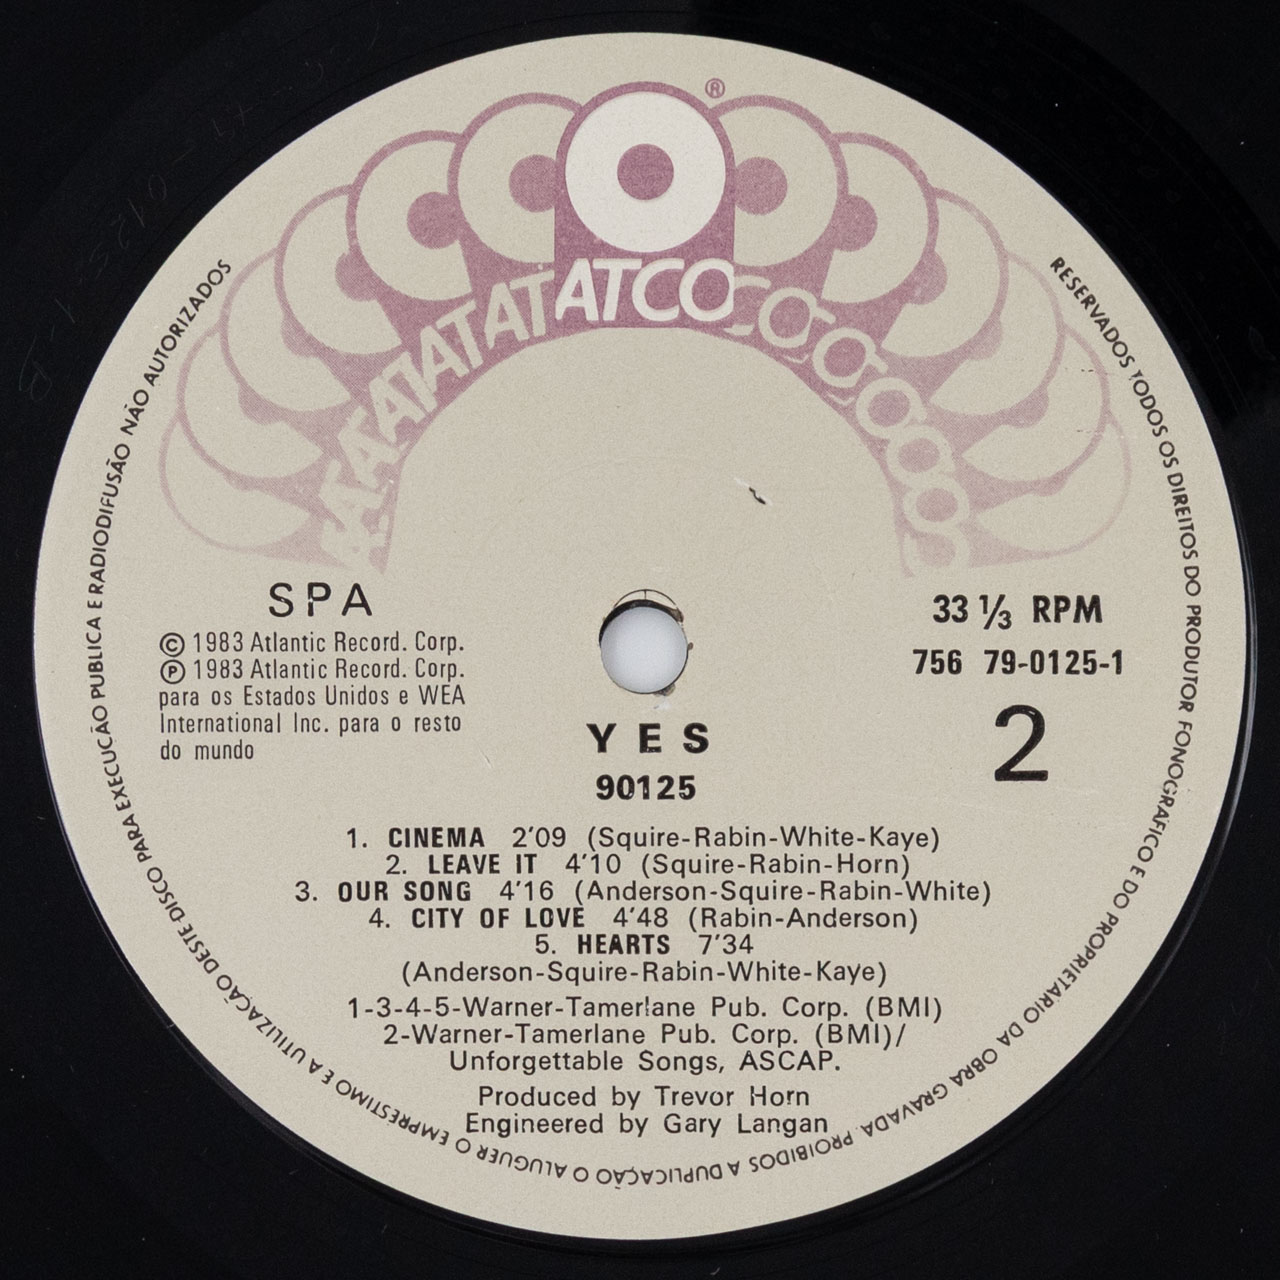 ®
ATCO
SPA
© 1983 Atlantic Record. Corp.
℗ 1983 Atlantic Record. Corp.
para os Estados Unidos e WEA
International Inc. para o resto
do mundo
33 1/3 RPM
756 79-0125-1
2
YES
90125
1. CINEMA 2'09 (Squire-Rabin-White-Kaye)
2. LEAVE IT 4'10 (Squire-Rabin-Horn)
3. OUR SONG 4'16 (Anderson-Squire-Rabin-White)
4. CITY OF LOVE 4'48 (Rabin-Anderson)
5. HEARTS 7'34
(Anderson-Squire-Rabin-White-Kaye)
1-3-4-5-Warner-Tamerlane Pub. Corp. (BMI)
2-Warner-Tamerlane Pub. Corp. (BMI)/
Unforgettable Songs, ASCAP.
Produced by Trevor Horn
Engineered by Gary Langan
RESERVADOS TODOS OS DIREITOS DO PRODUTOR FONOGRAFICO E DO PROPRIETARIO DA OBRA GRAVADA. PROIBIDOS A DUPLICAÇÃO O ALUGUER O EMPRESTIMO E A UTILIZAÇÃO DESTE DISCO PARA EXECUÇÃO PUBLICA E RADIODIFUSÃO NÃO AUTORIZADOS